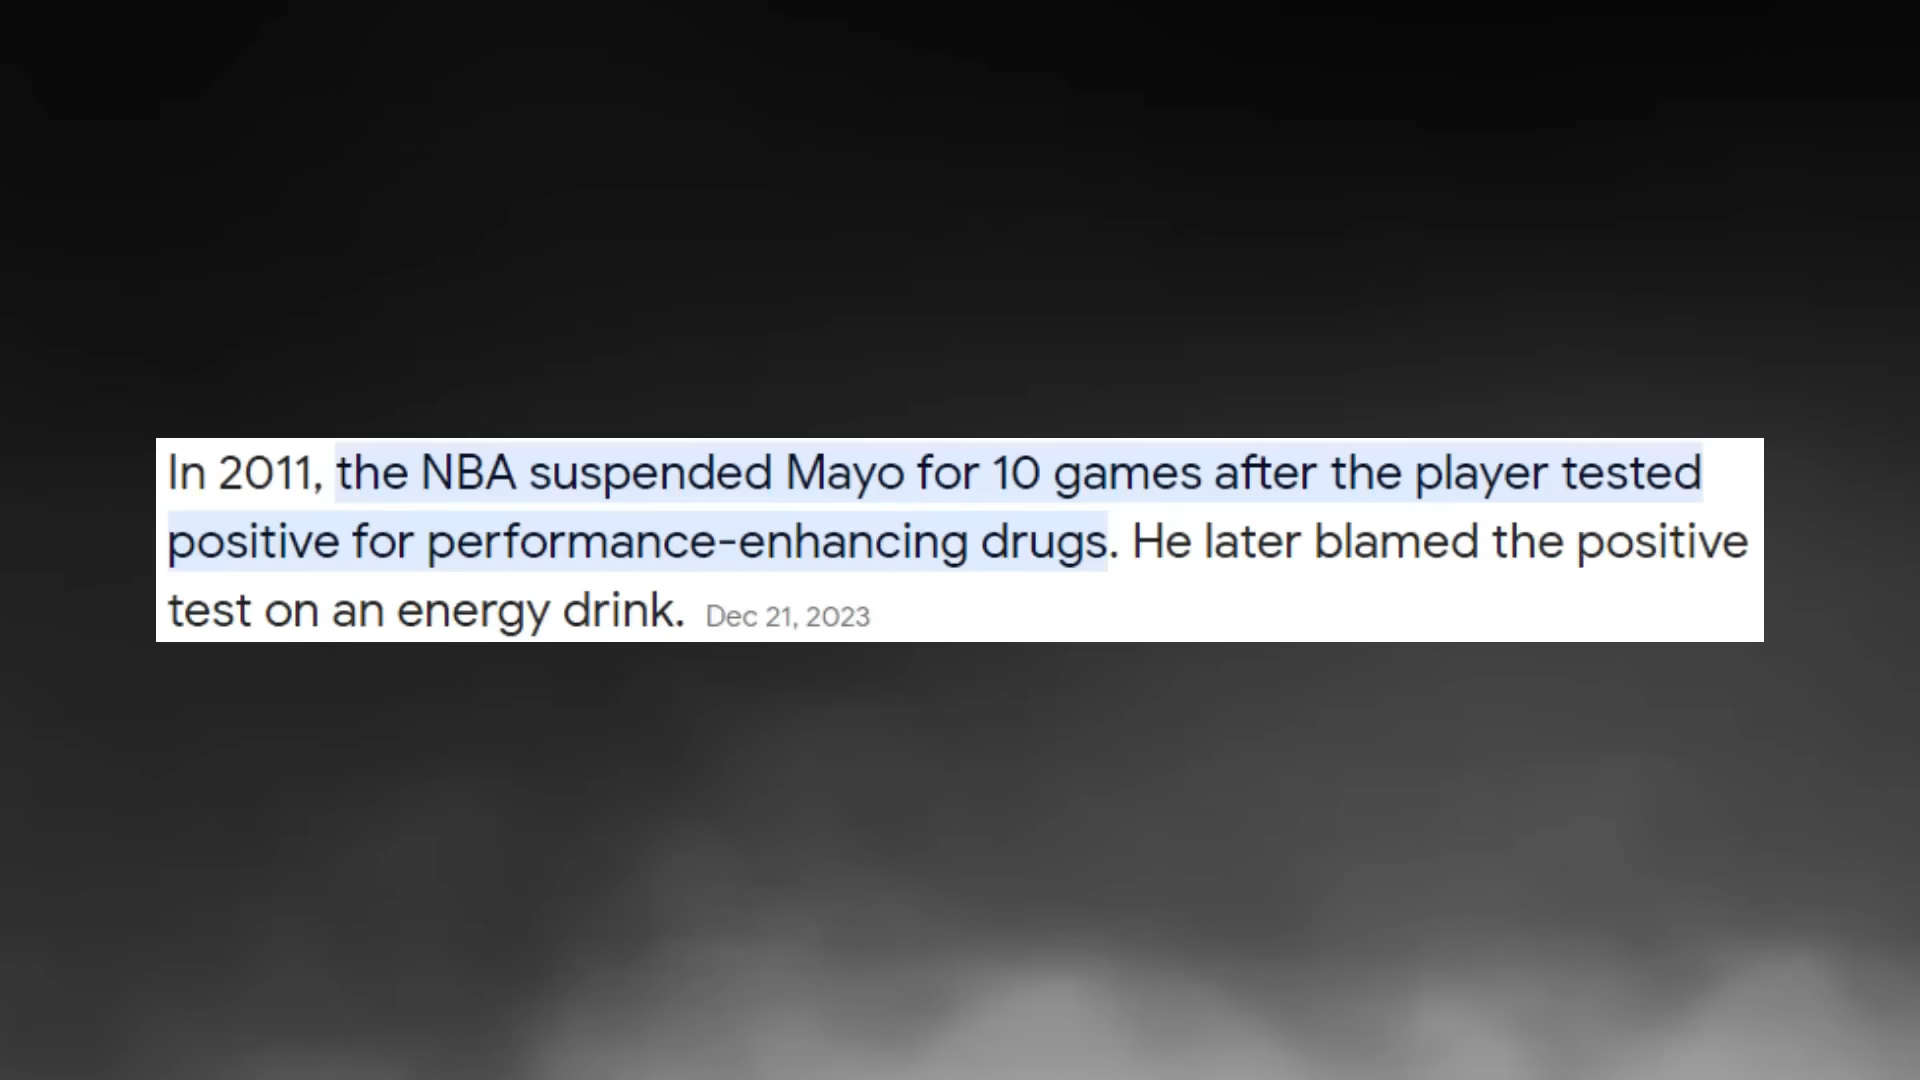 In 2011, the NBA suspended Mayo for 10 games after the player tested
positive for performance-enhancing drugs. He later blamed the positive
test on an energy drink. Dec 21, 2023